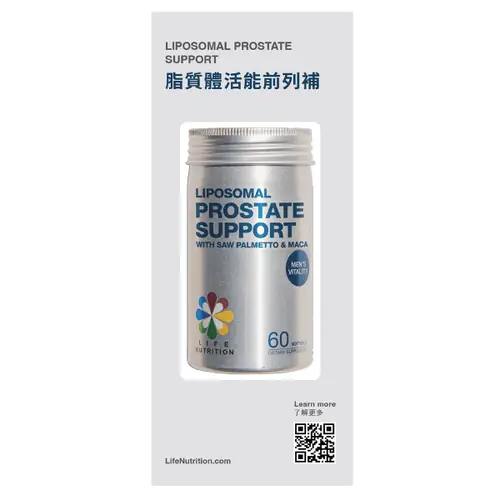 LIPOSOMAL PROSTATE
SUPPORT
脂質體活能前列補
LIPOSOMAL
PROSTATE
SUPPORT
WITH SAW PALMETTO & MACA
MEN'S
VITALITY
60
DIETARY
LIFE
NUTRITION
Learn more
了解更多
LifeNutrition.com